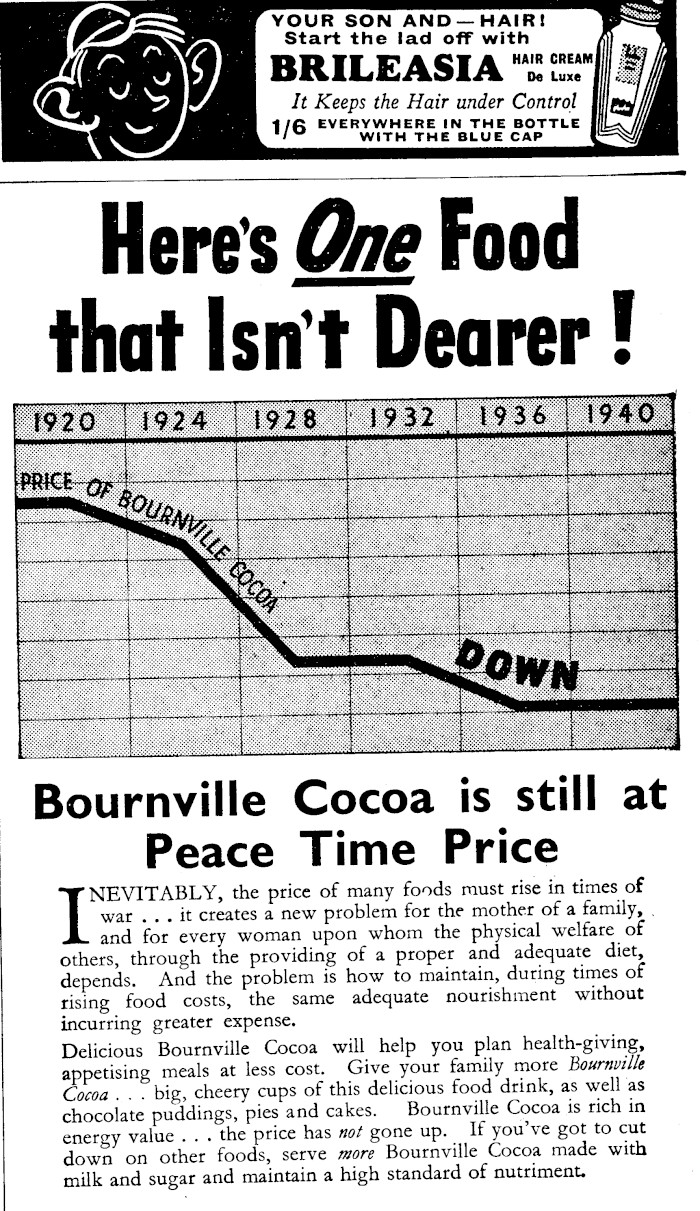 YOUR SON AND — HAIR!
Start the lad off with
BRILEASIA HAIR CREAM
De Luxe
It Keeps the Hair under Control
1/6 EVERYWHERE IN THE BOTTLE
WITH THE BLUE CAP
Here's One Food
that Isn't Dearer!
1920 1924 1928 1932 1936 1940
PRICE OF BOURNVILLE COCOA
DOWN
Bournville Cocoa is still at
Peace Time Price
INEVITABLY, the price of many foods must rise in times of
war . . . it creates a new problem for the mother of a family,
and for every woman upon whom the physical welfare of
others, through the providing of a proper and adequate diet,
depends. And the problem is how to maintain, during times of
rising food costs, the same adequate nourishment without
incurring greater expense.
Delicious Bournville Cocoa will help you plan health-giving,
appetising meals at less cost. Give your family more Bournville
Cocoa . . . big, cheery cups of this delicious food drink, as well as
chocolate puddings, pies and cakes. Bournville Cocoa is rich in
energy value . . . the price has not gone up. If you've got to cut
down on other foods, serve more Bournville Cocoa made with
milk and sugar and maintain a high standard of nutriment.